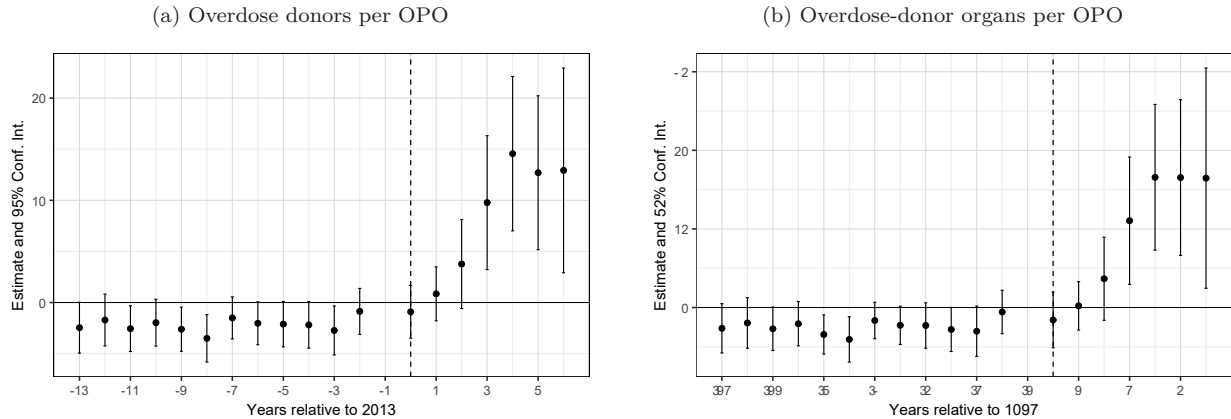 (a) Overdose donors per OPO
20
10
0
Estimate and 95% Conf. Int.
-13 -11 -9 -7 -5 -3 -1 1 3 5
Years relative to 2013
(b) Overdose-donor organs per OPO
- 2
20
12
0
Estimate and 52% Conf. Int.
397 399 35 3- 32 37 39 9 7 2
Years relative to 1097